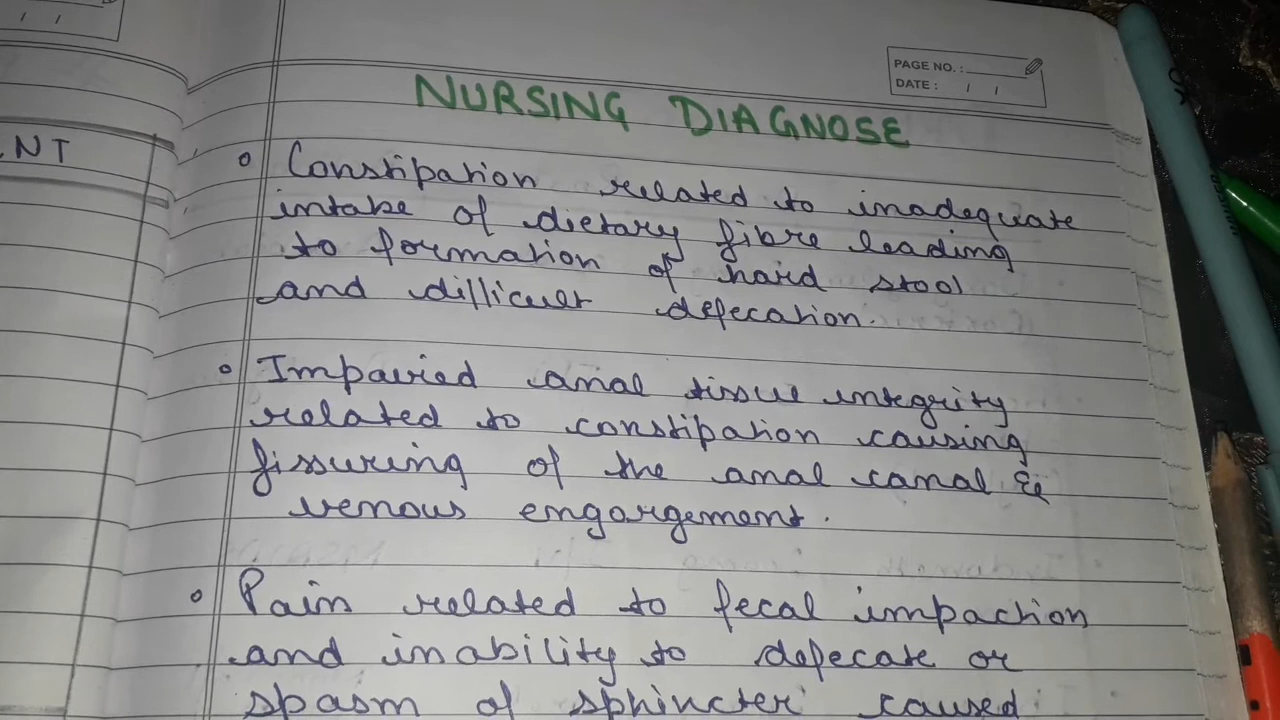 PAGE NO. :
DATE : / /
NURSING DIAGNOSE
NT
Constipation related to inadequate
intake of dietary fibre leading
to formation of hard stool
and difficult defecation.
Impaired anal tissue integrity
related to constipation causing
fissuring of the anal canal &
venous engorgement.
Pain related to fecal impaction
and inability to defecate or
spasm of sphincter caused